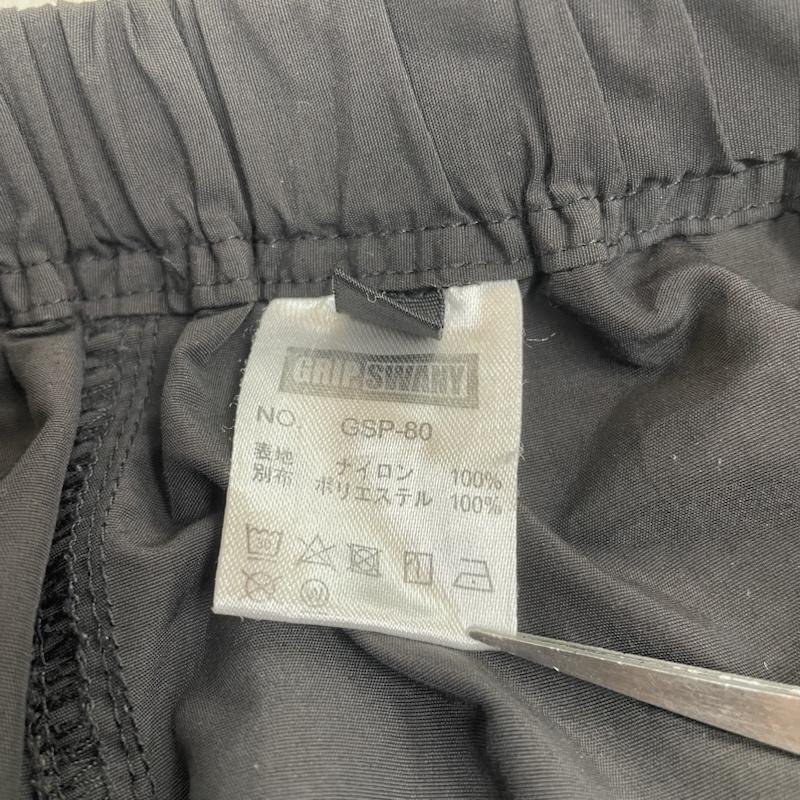 GRIP SWANY
NO. GSP-80
表地 ナイロン 100%
別布 ポリエステル 100%